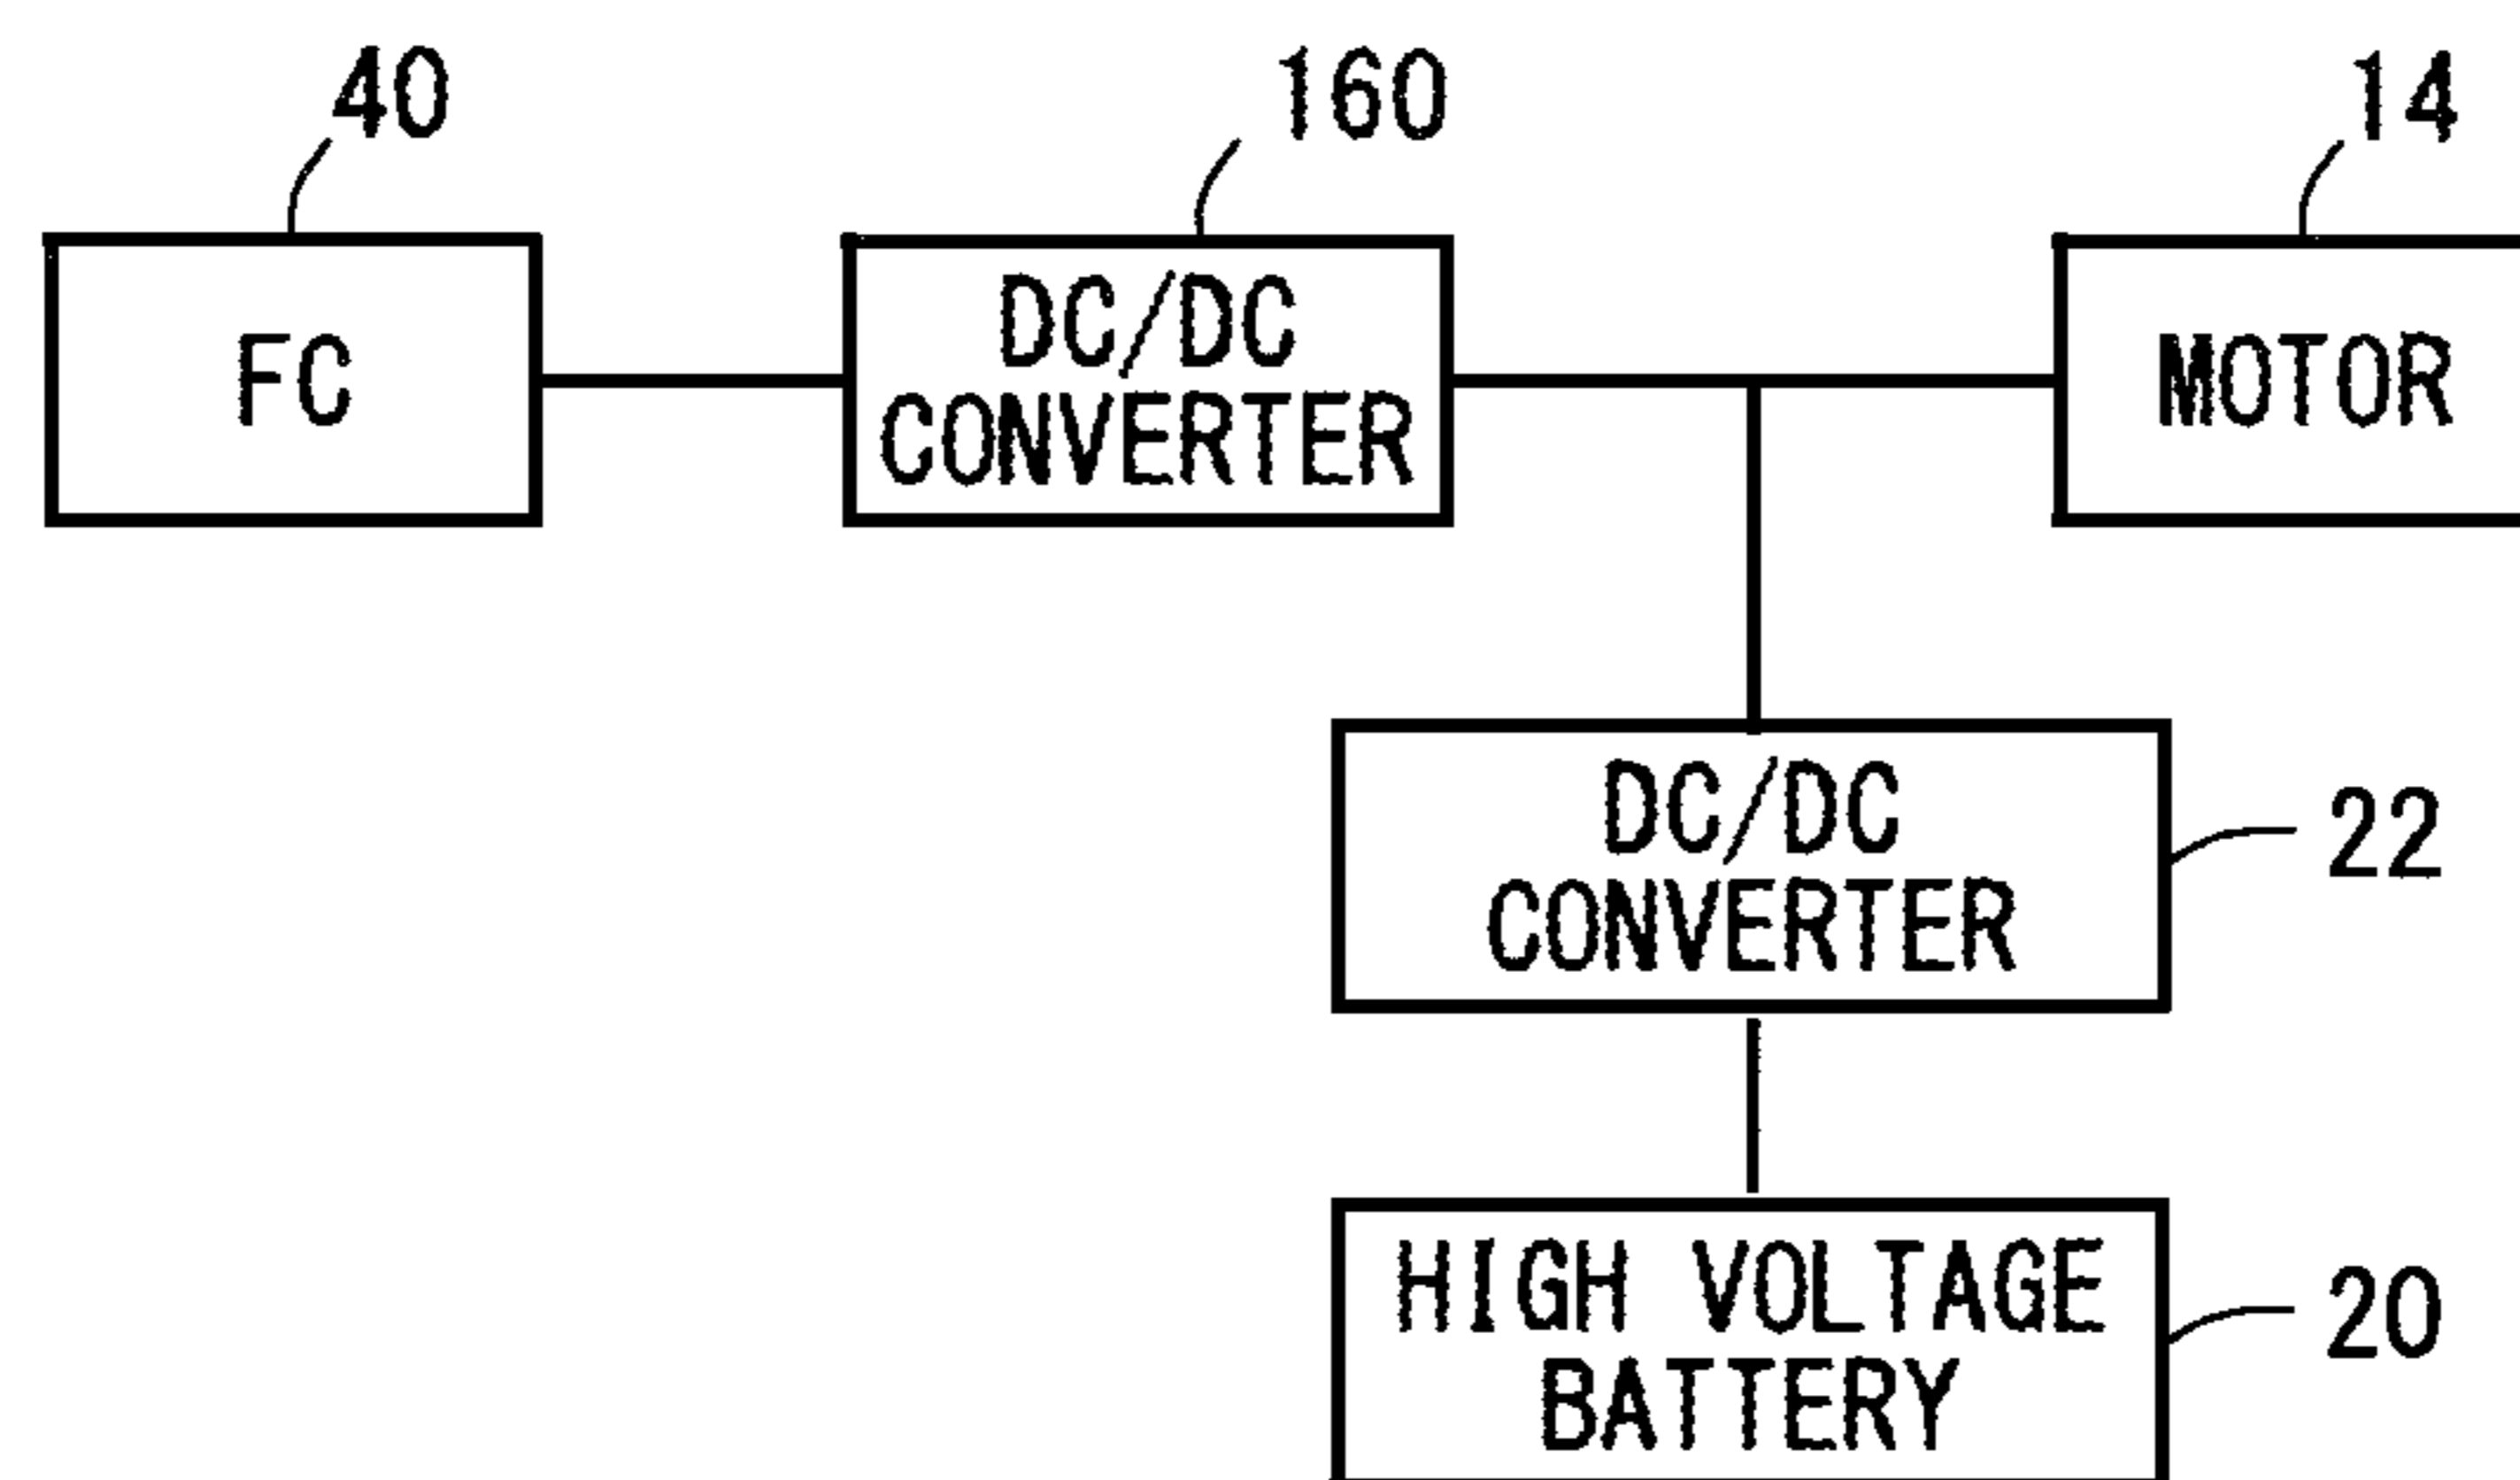 40 160 14
FC
DC/DC
CONVERTER
MOTOR
DC/DC
CONVERTER
22
HIGH VOLTAGE
BATTERY
20